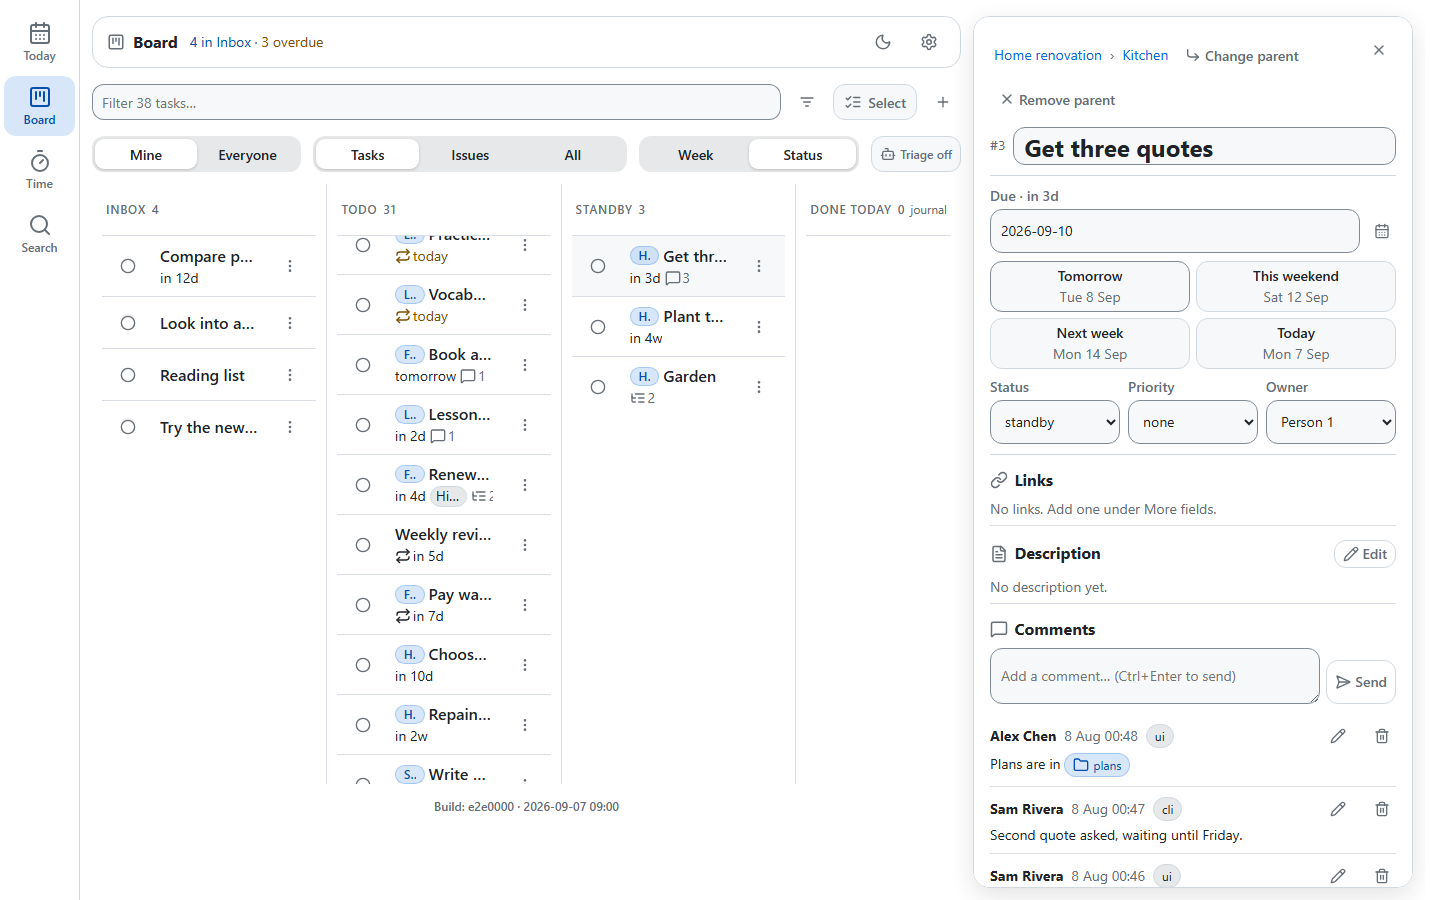 Today
Board
Time
Search
Board 4 in Inbox · 3 overdue
Filter 38 tasks...
Select
Mine Everyone
Tasks Issues All
Week Status
Triage off
INBOX 4
Compare p...
in 12d
Look into a...
Reading list
Try the new...
TODO 31
L.. Practic...
today
L.. Vocab...
today
F.. Book a...
tomorrow 1
L.. Lesson...
in 2d 1
F.. Renew...
in 4d Hi... 2
Weekly revi...
in 5d
F.. Pay wa...
in 7d
H. Choos...
in 10d
H. Repain...
in 2w
S.. Write ...
STANDBY 3
H. Get thr...
in 3d 3
H. Plant t...
in 4w
H. Garden
2
DONE TODAY 0 journal
Build: e2e0000 · 2026-09-07 09:00
Home renovation › Kitchen Change parent
Remove parent
#3 Get three quotes
Due · in 3d
2026-09-10
Tomorrow
Tue 8 Sep
This weekend
Sat 12 Sep
Next week
Mon 14 Sep
Today
Mon 7 Sep
Status Priority Owner
standby none Person 1
Links
No links. Add one under More fields.
Description Edit
No description yet.
Comments
Add a comment... (Ctrl+Enter to send)
Send
Alex Chen 8 Aug 00:48 ui
Plans are in plans
Sam Rivera 8 Aug 00:47 cli
Second quote asked, waiting until Friday.
Sam Rivera 8 Aug 00:46 ui